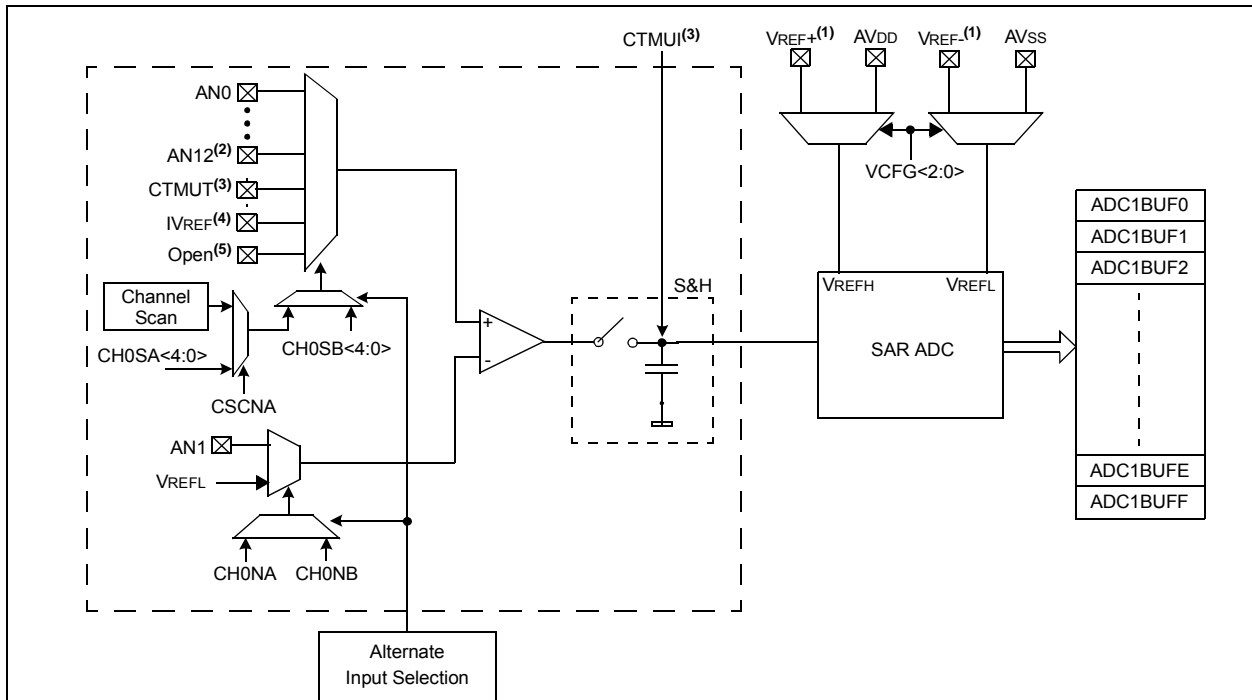 CTMUI(3)
VREF+(1)
AVDD
VREF-(1)
AVSS
AN0
AN12(2)
CTMUT(3)
IVREF(4)
Open(5)
VCFG<2:0>
ADC1BUF0
ADC1BUF1
ADC1BUF2
S&H
VREFH
VREFL
Channel
Scan
CH0SA<4:0>
CH0SB<4:0>
+
-
SAR ADC
CSCNA
AN1
VREFL
ADC1BUFE
ADC1BUFF
CH0NA
CH0NB
Alternate
Input Selection